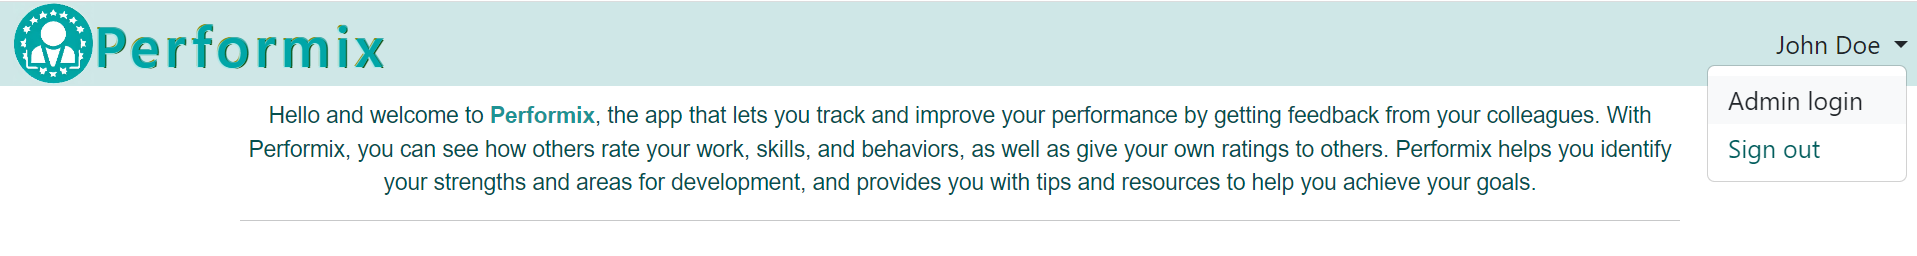 Performix
John Doe
Admin login
Sign out
Hello and welcome to Performix, the app that lets you track and improve your performance by getting feedback from your colleagues. With
Performix, you can see how others rate your work, skills, and behaviors, as well as give your own ratings to others. Performix helps you identify
your strengths and areas for development, and provides you with tips and resources to help you achieve your goals.